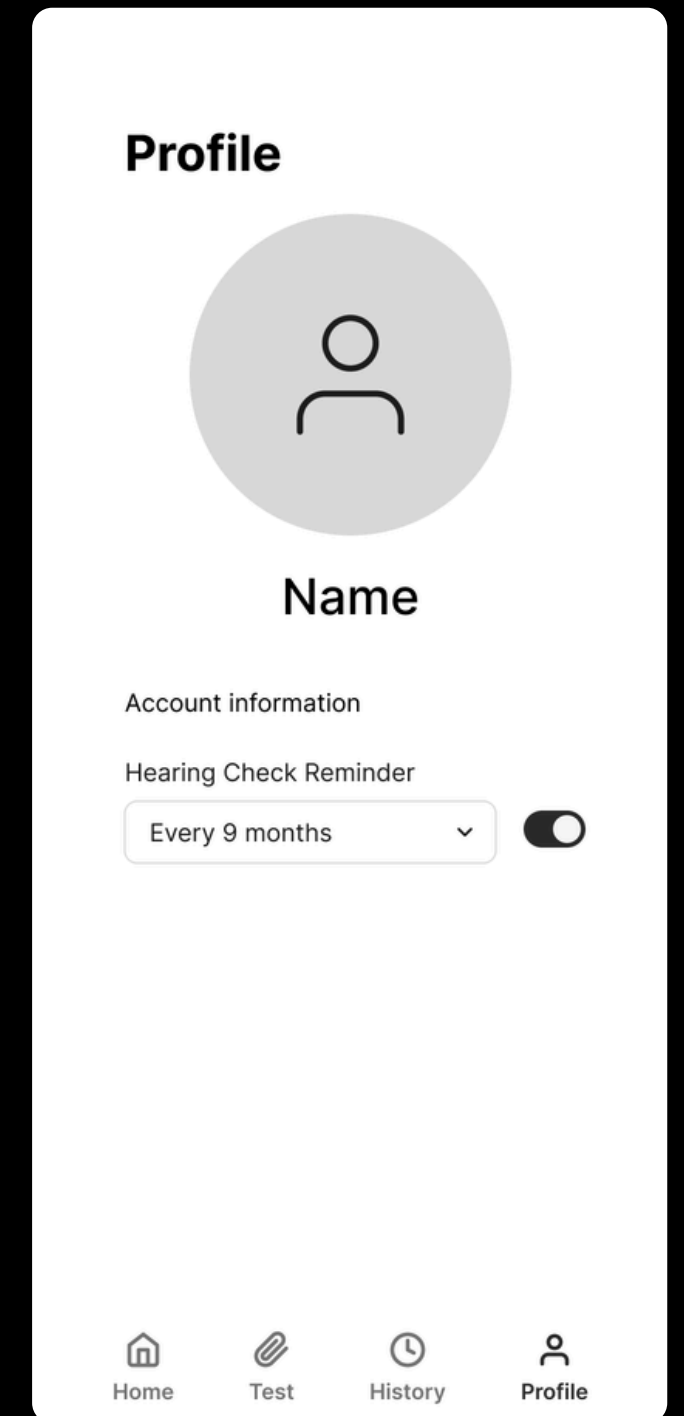 Profile
Name
Account information
Hearing Check Reminder
Every 9 months
Home Test History Profile